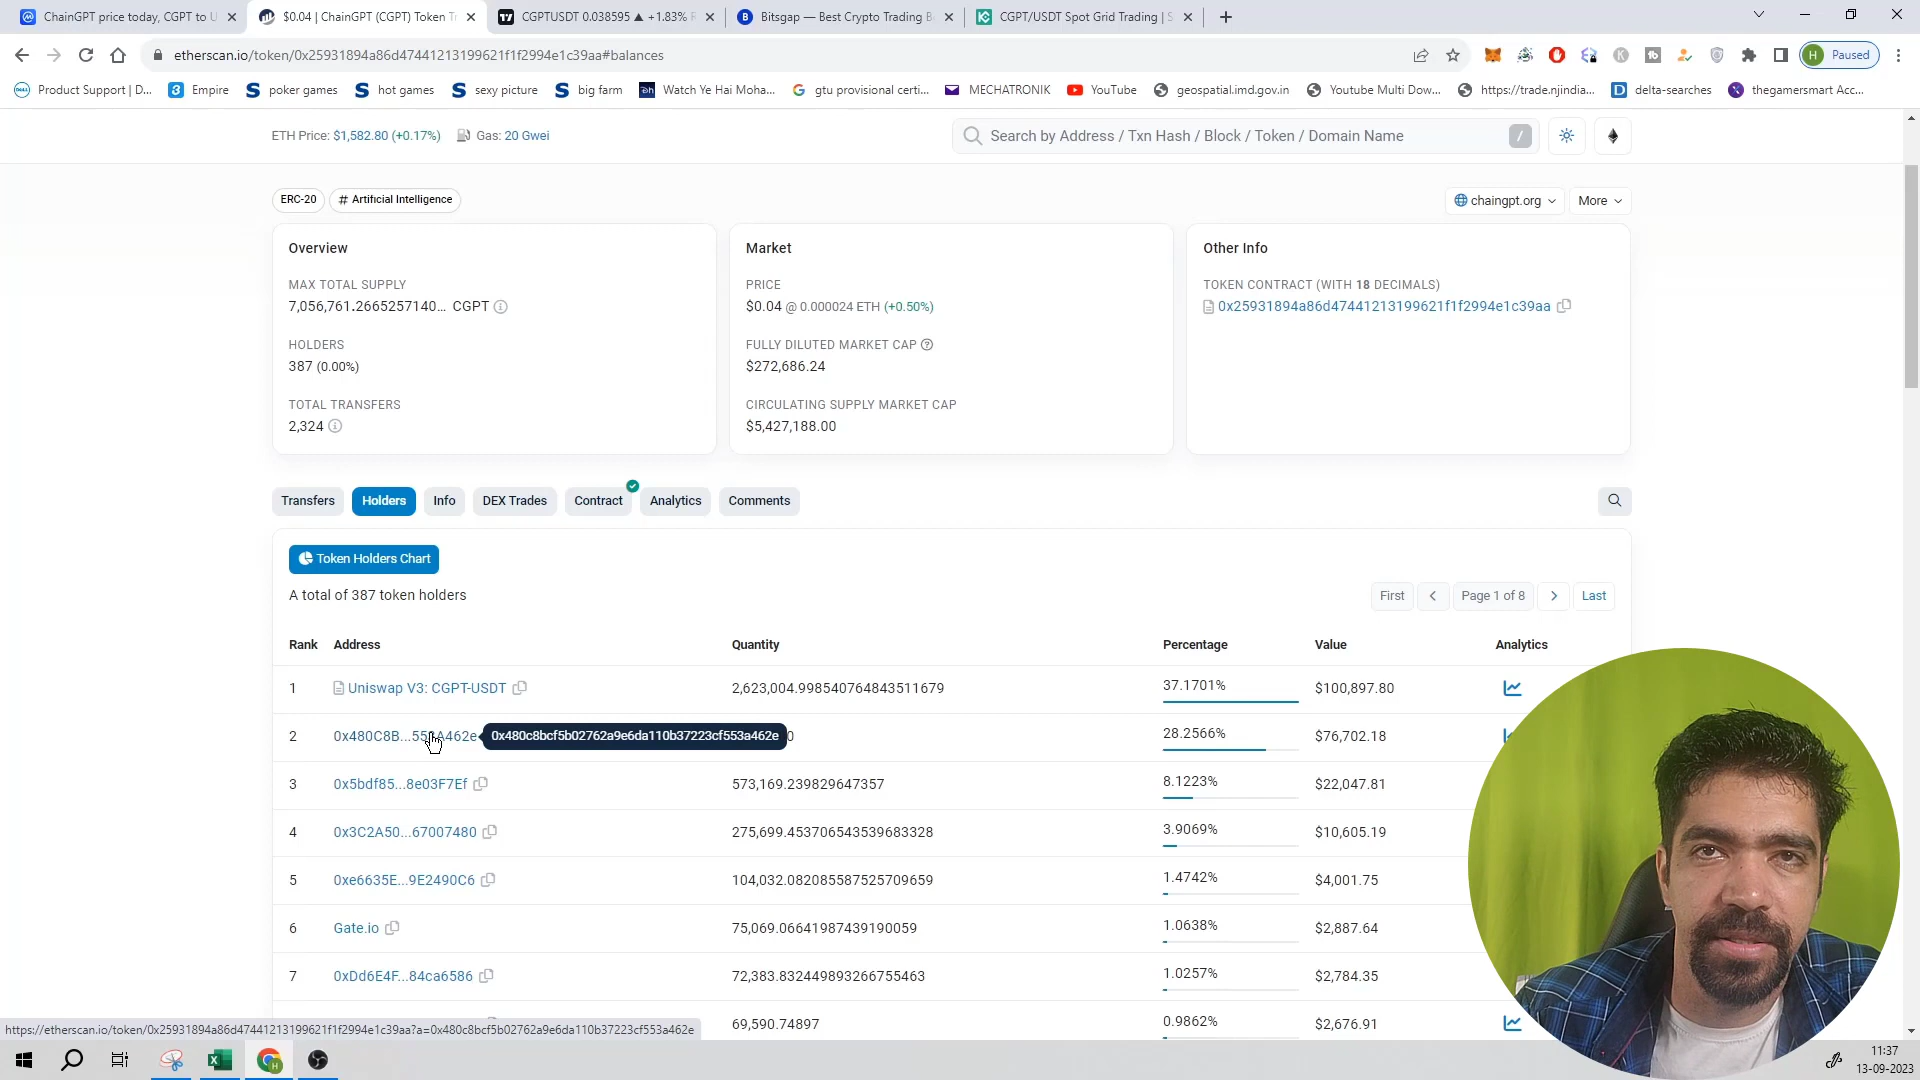 ChainGPT price today, CGPT to U
$0.04 | ChainGPT (CGPT) Token T
CGPTUSDT 0.038595 ▲ +1.83%
Bitsgap — Best Crypto Trading B
CGPT/USDT Spot Grid Trading | S
etherscan.io/token/0x25931894a86d47441213199621f1f2994e1c39aa#balances
H Paused
Product Support | D...
Empire
poker games
hot games
sexy picture
big farm
Watch Ye Hai Moha...
gtu provisional certi...
MECHATRONIK
YouTube
geospatial.imd.gov.in
Youtube Multi Dow...
https://trade.njindia...
delta-searches
thegamersmart Acc...
ETH Price: $1,582.80 (+0.17%) Gas: 20 Gwei
Search by Address / Txn Hash / Block / Token / Domain Name /
ERC-20 # Artificial Intelligence
chaingpt.org More
Overview
MAX TOTAL SUPPLY
7,056,761.2665257140... CGPT
HOLDERS
387 (0.00%)
TOTAL TRANSFERS
2,324
Market
PRICE
$0.04 @ 0.000024 ETH (+0.50%)
FULLY DILUTED MARKET CAP
$272,686.24
CIRCULATING SUPPLY MARKET CAP
$5,427,188.00
Other Info
TOKEN CONTRACT (WITH 18 DECIMALS)
0x25931894a86d47441213199621f1f2994e1c39aa
Transfers Holders Info DEX Trades Contract Analytics Comments
Token Holders Chart
A total of 387 token holders
First Page 1 of 8 Last
Rank Address Quantity Percentage Value Analytics
1 Uniswap V3: CGPT-USDT 2,623,004.998540764843511679 37.1701% $100,897.80
2 0x480C8B...553A462e 0x480c8bcf5b02762a9e6da110b37223cf553a462e 0 28.2566% $76,702.18
3 0x5bdf85...8e03F7Ef 573,169.239829647357 8.1223% $22,047.81
4 0x3C2A50...67007480 275,699.453706543539683328 3.9069% $10,605.19
5 0xe6635E...9E2490C6 104,032.082085587525709659 1.4742% $4,001.75
6 Gate.io 75,069.06641987439190059 1.0638% $2,887.64
7 0xDd6E4F...84ca6586 72,383.832449893266755463 1.0257% $2,784.35
69,590.74897 0.9862% $2,676.91
https://etherscan.io/token/0x25931894a86d47441213199621f1f2994e1c39aa?a=0x480c8bcf5b02762a9e6da110b37223cf553a462e
11:37
13-09-2023